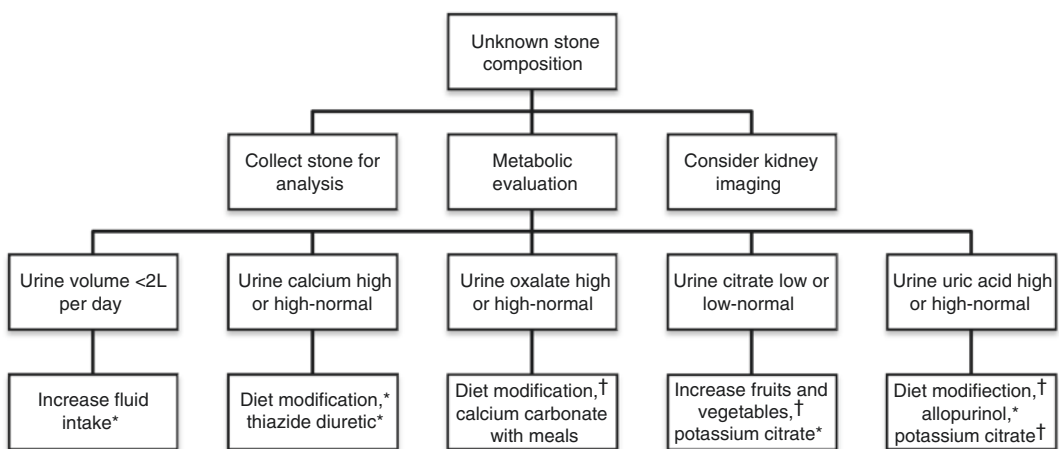 Unknown stone
composition
Collect stone for
analysis
Metabolic
evaluation
Consider kidney
imaging
Urine volume <2L
per day
Urine calcium high
or high-normal
Urine oxalate high
or high-normal
Urine citrate low or
low-normal
Urine uric acid high
or high-normal
Increase fluid
intake*
Diet modification,*
thiazide diuretic*
Diet modification,†
calcium carbonate
with meals
Increase fruits and
vegetables,†
potassium citrate*
Diet modifiection,†
allopurinol,*
potassium citrate†